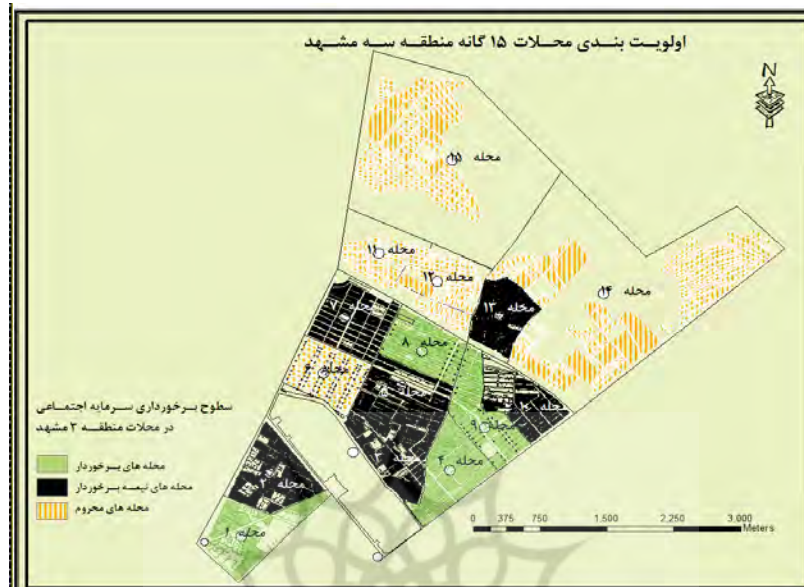 اولویت بندی محلات ۱۵ گانه منطقه سه مشهد
N
محله ۱۵
محله ۱۱
محله ۱۲
محله ۱۴
محله ۱۳
محله ۷
محله ۸
محله ۶
محله ۵
محله ۱۰
محله ۹
محله
محله ۴
محله ۲
محله ۱
سطوح برخورداری سرمایه اجتماعی
در محلات منطقه ۳ مشهد
محله های برخوردار
محله های نیمه برخوردار
محله های محروم
0 375 750 1,500 2,250 3,000
Meters